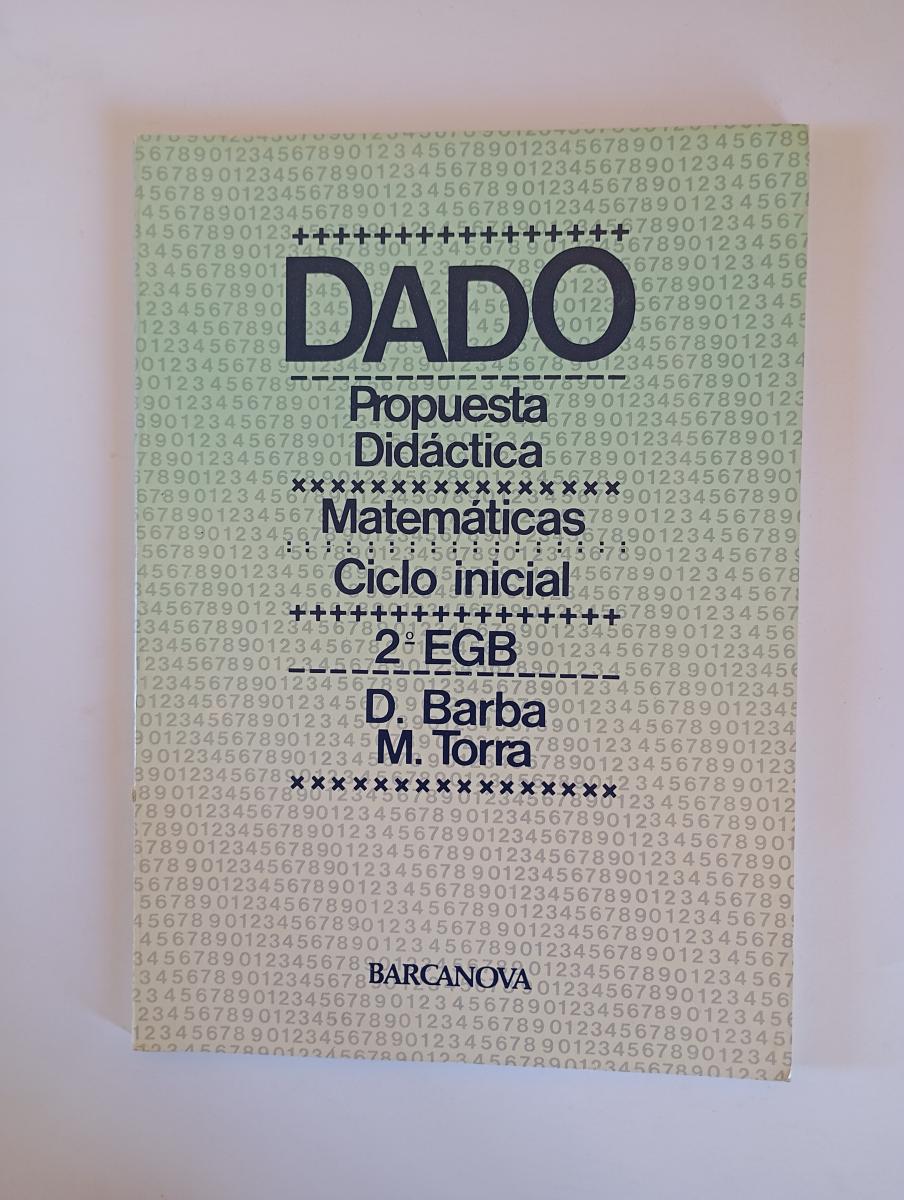 ++++++++++++++++
DADO
----------------
Propuesta
Didáctica
××××××××××××××××
Matemáticas
: : : : : : : : : : : : : : : : : :
Ciclo inicial
++++++++++++++++
2º EGB
----------------
D. Barba
M. Torra
××××××××××××××××
BARCANOVA